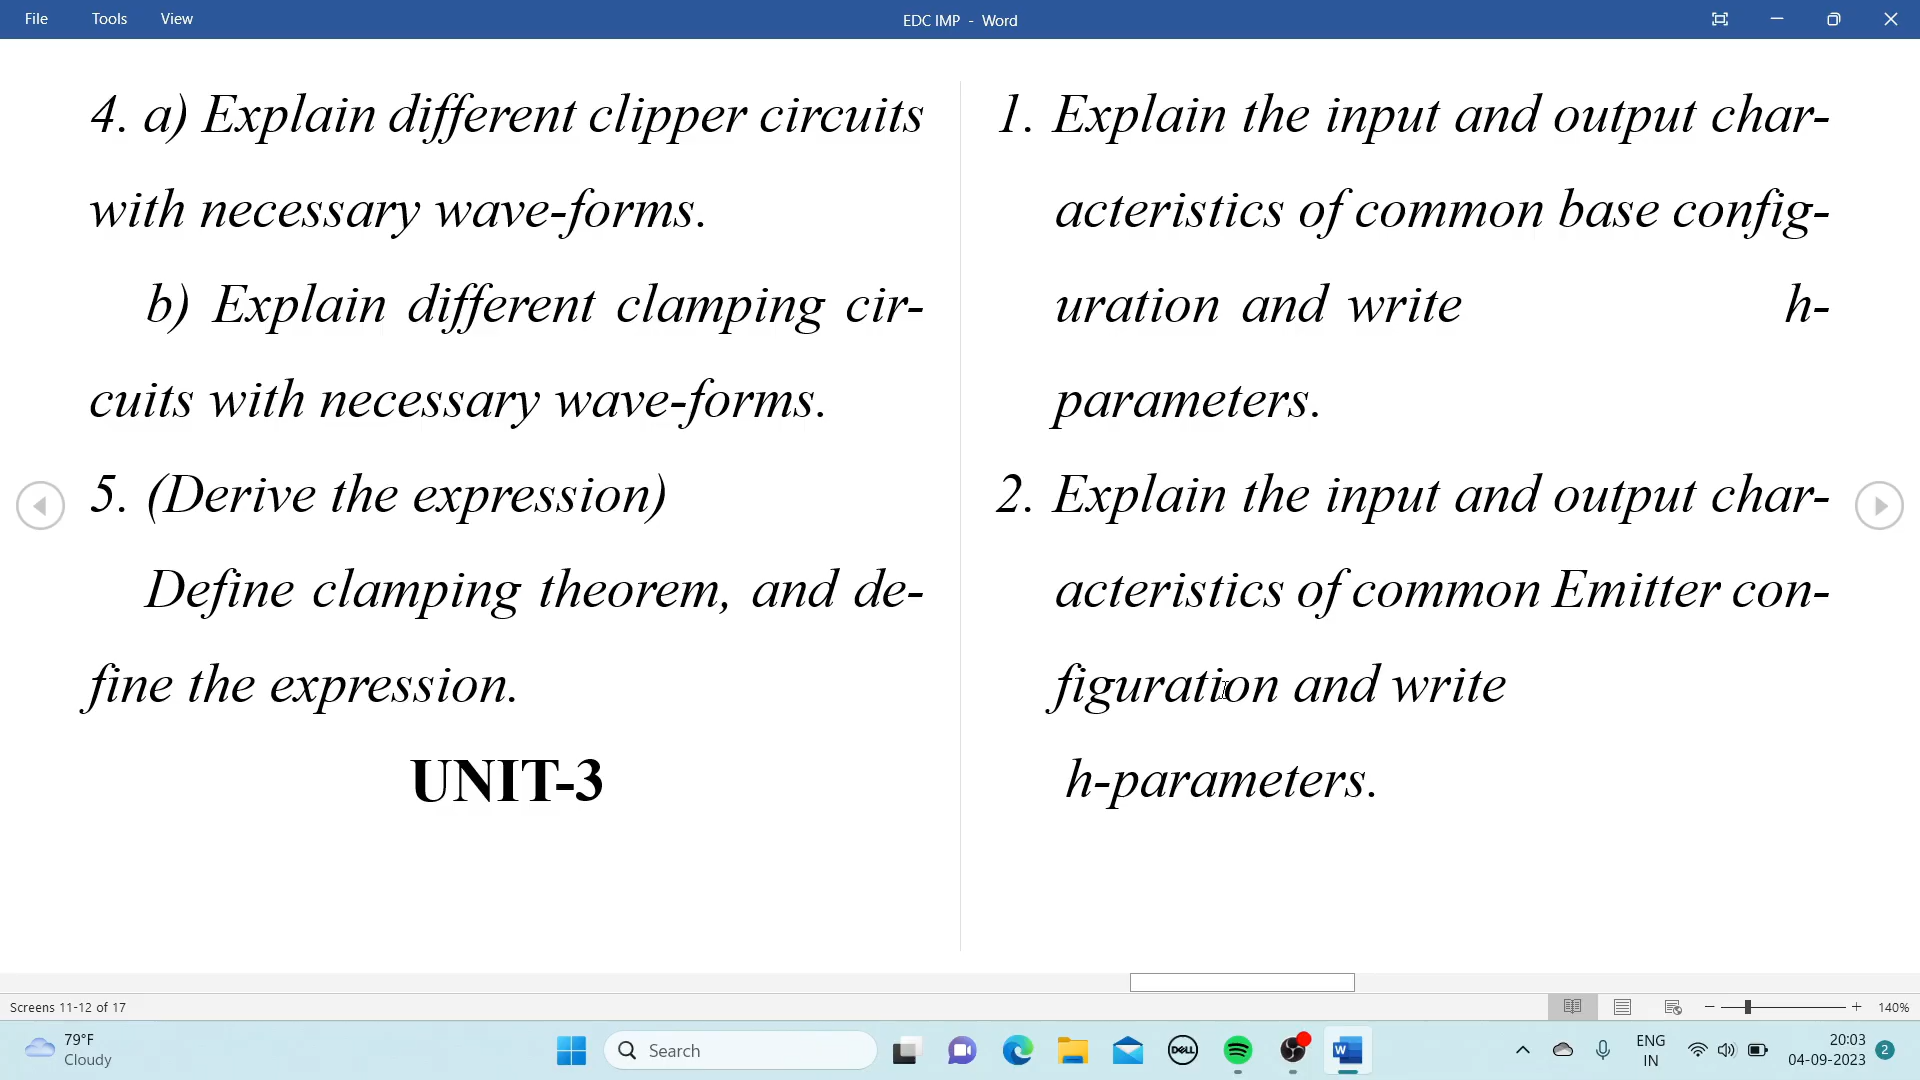 File Tools View
EDC IMP - Word
4. a) Explain different clipper circuits
with necessary wave-forms.
b) Explain different clamping cir-
cuits with necessary wave-forms.
5. (Derive the expression)
Define clamping theorem, and de-
fine the expression.
UNIT-3
1. Explain the input and output char-
acteristics of common base config-
uration and write h-
parameters.
2. Explain the input and output char-
acteristics of common Emitter con-
figuration and write
h-parameters.
Screens 11-12 of 17
140%
79°F
Cloudy
Search
DELL
W
ENG
IN
20:03
04-09-2023
2